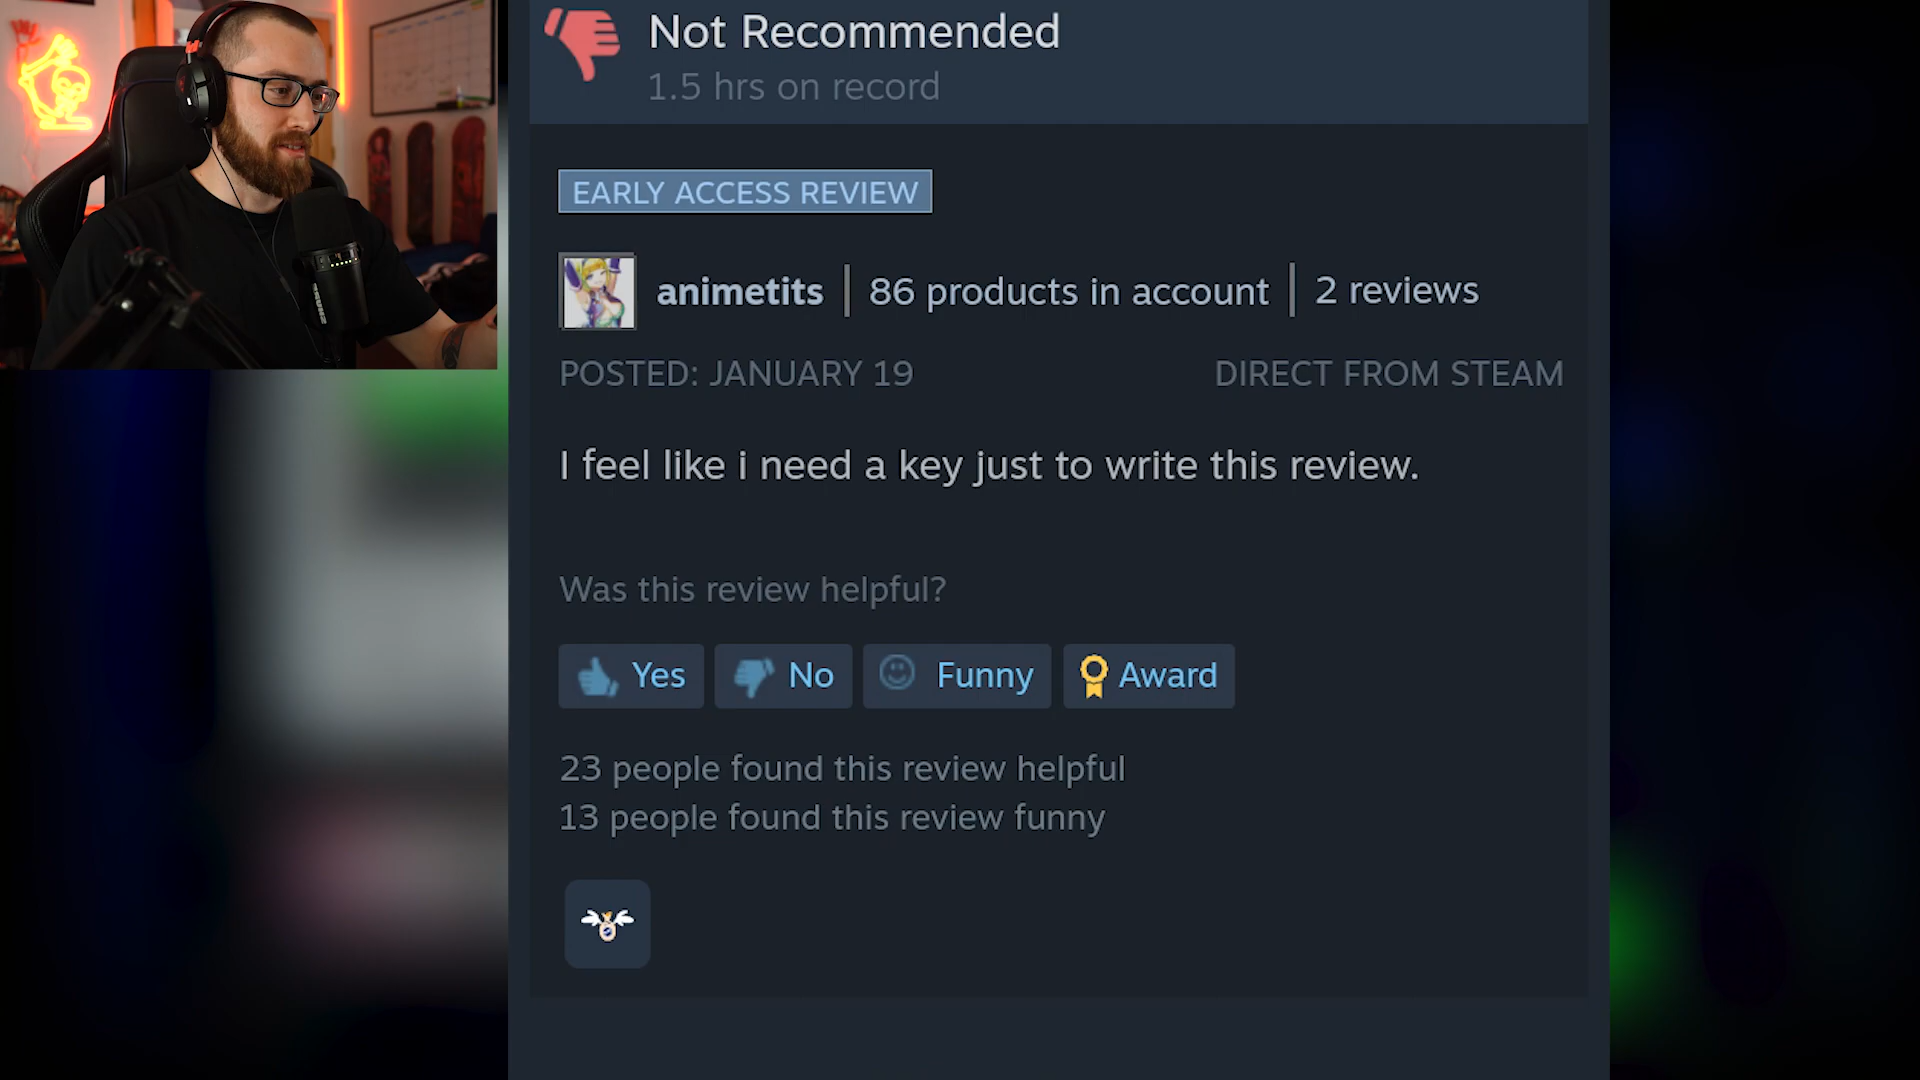 Not Recommended
1.5 hrs on record
EARLY ACCESS REVIEW
animetits | 86 products in account | 2 reviews
POSTED: JANUARY 19 DIRECT FROM STEAM
I feel like i need a key just to write this review.
Was this review helpful?
Yes No Funny Award
23 people found this review helpful
13 people found this review funny